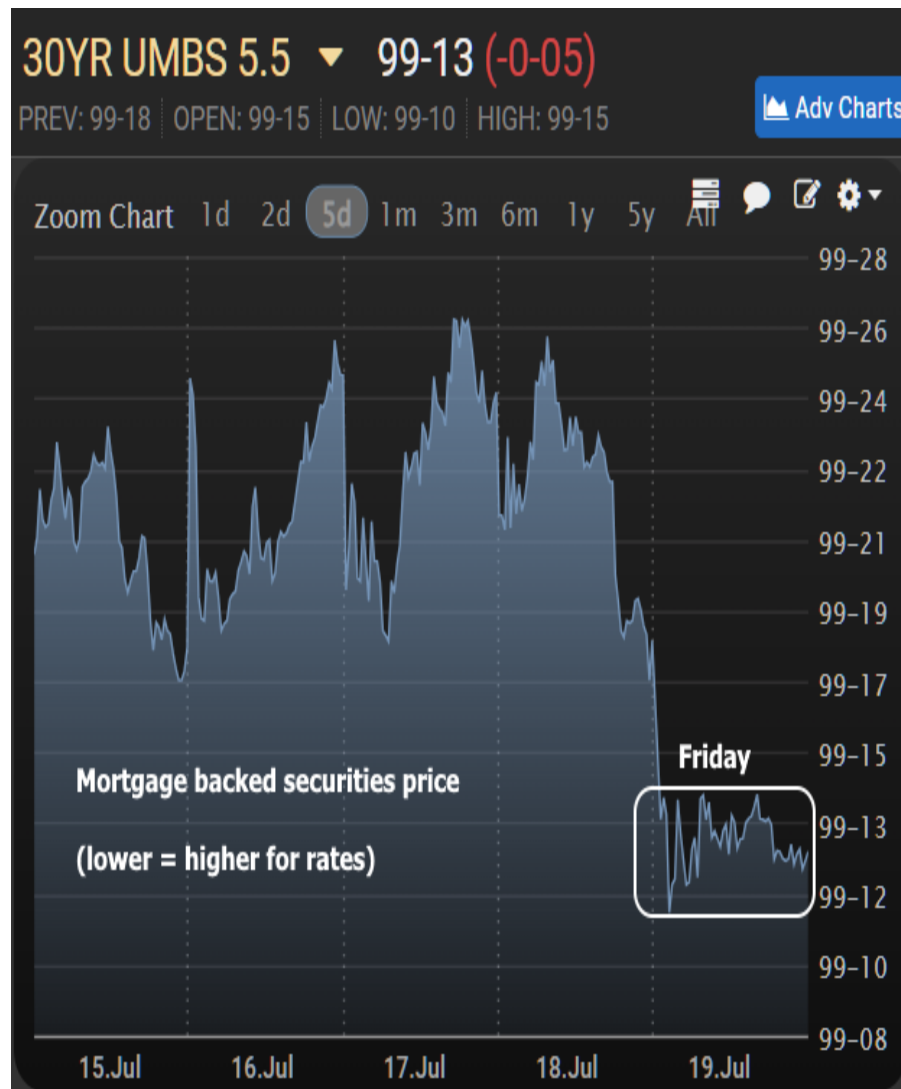 30YR UMBS 5.5 99-13 (-0-05)
PREV: 99-18 OPEN: 99-15 LOW: 99-10 HIGH: 99-15
Adv Charts
Zoom Chart 1d 2d 5d 1m 3m 6m 1y 5y All
99-28
99-26
99-24
99-22
99-21
99-19
99-17
99-15
99-13
99-12
99-10
99-08
Friday
Mortgage backed securities price
(lower = higher for rates)
15.Jul 16.Jul 17.Jul 18.Jul 19.Jul